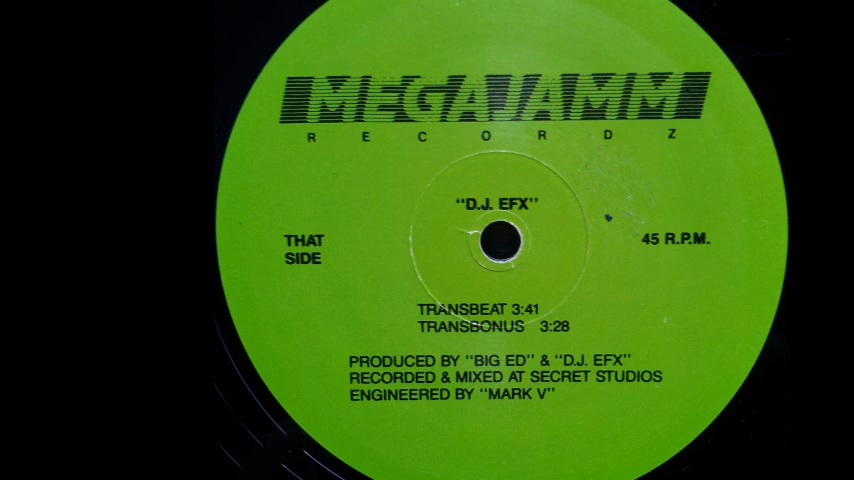 MEGAJAMM
RECORDZ
"D.J. EFX"
THAT
SIDE
45 R.P.M.
TRANSBEAT 3:41
TRANSBONUS 3:28
PRODUCED BY "BIG ED" & "D.J. EFX"
RECORDED & MIXED AT SECRET STUDIOS
ENGINEERED BY "MARK V"